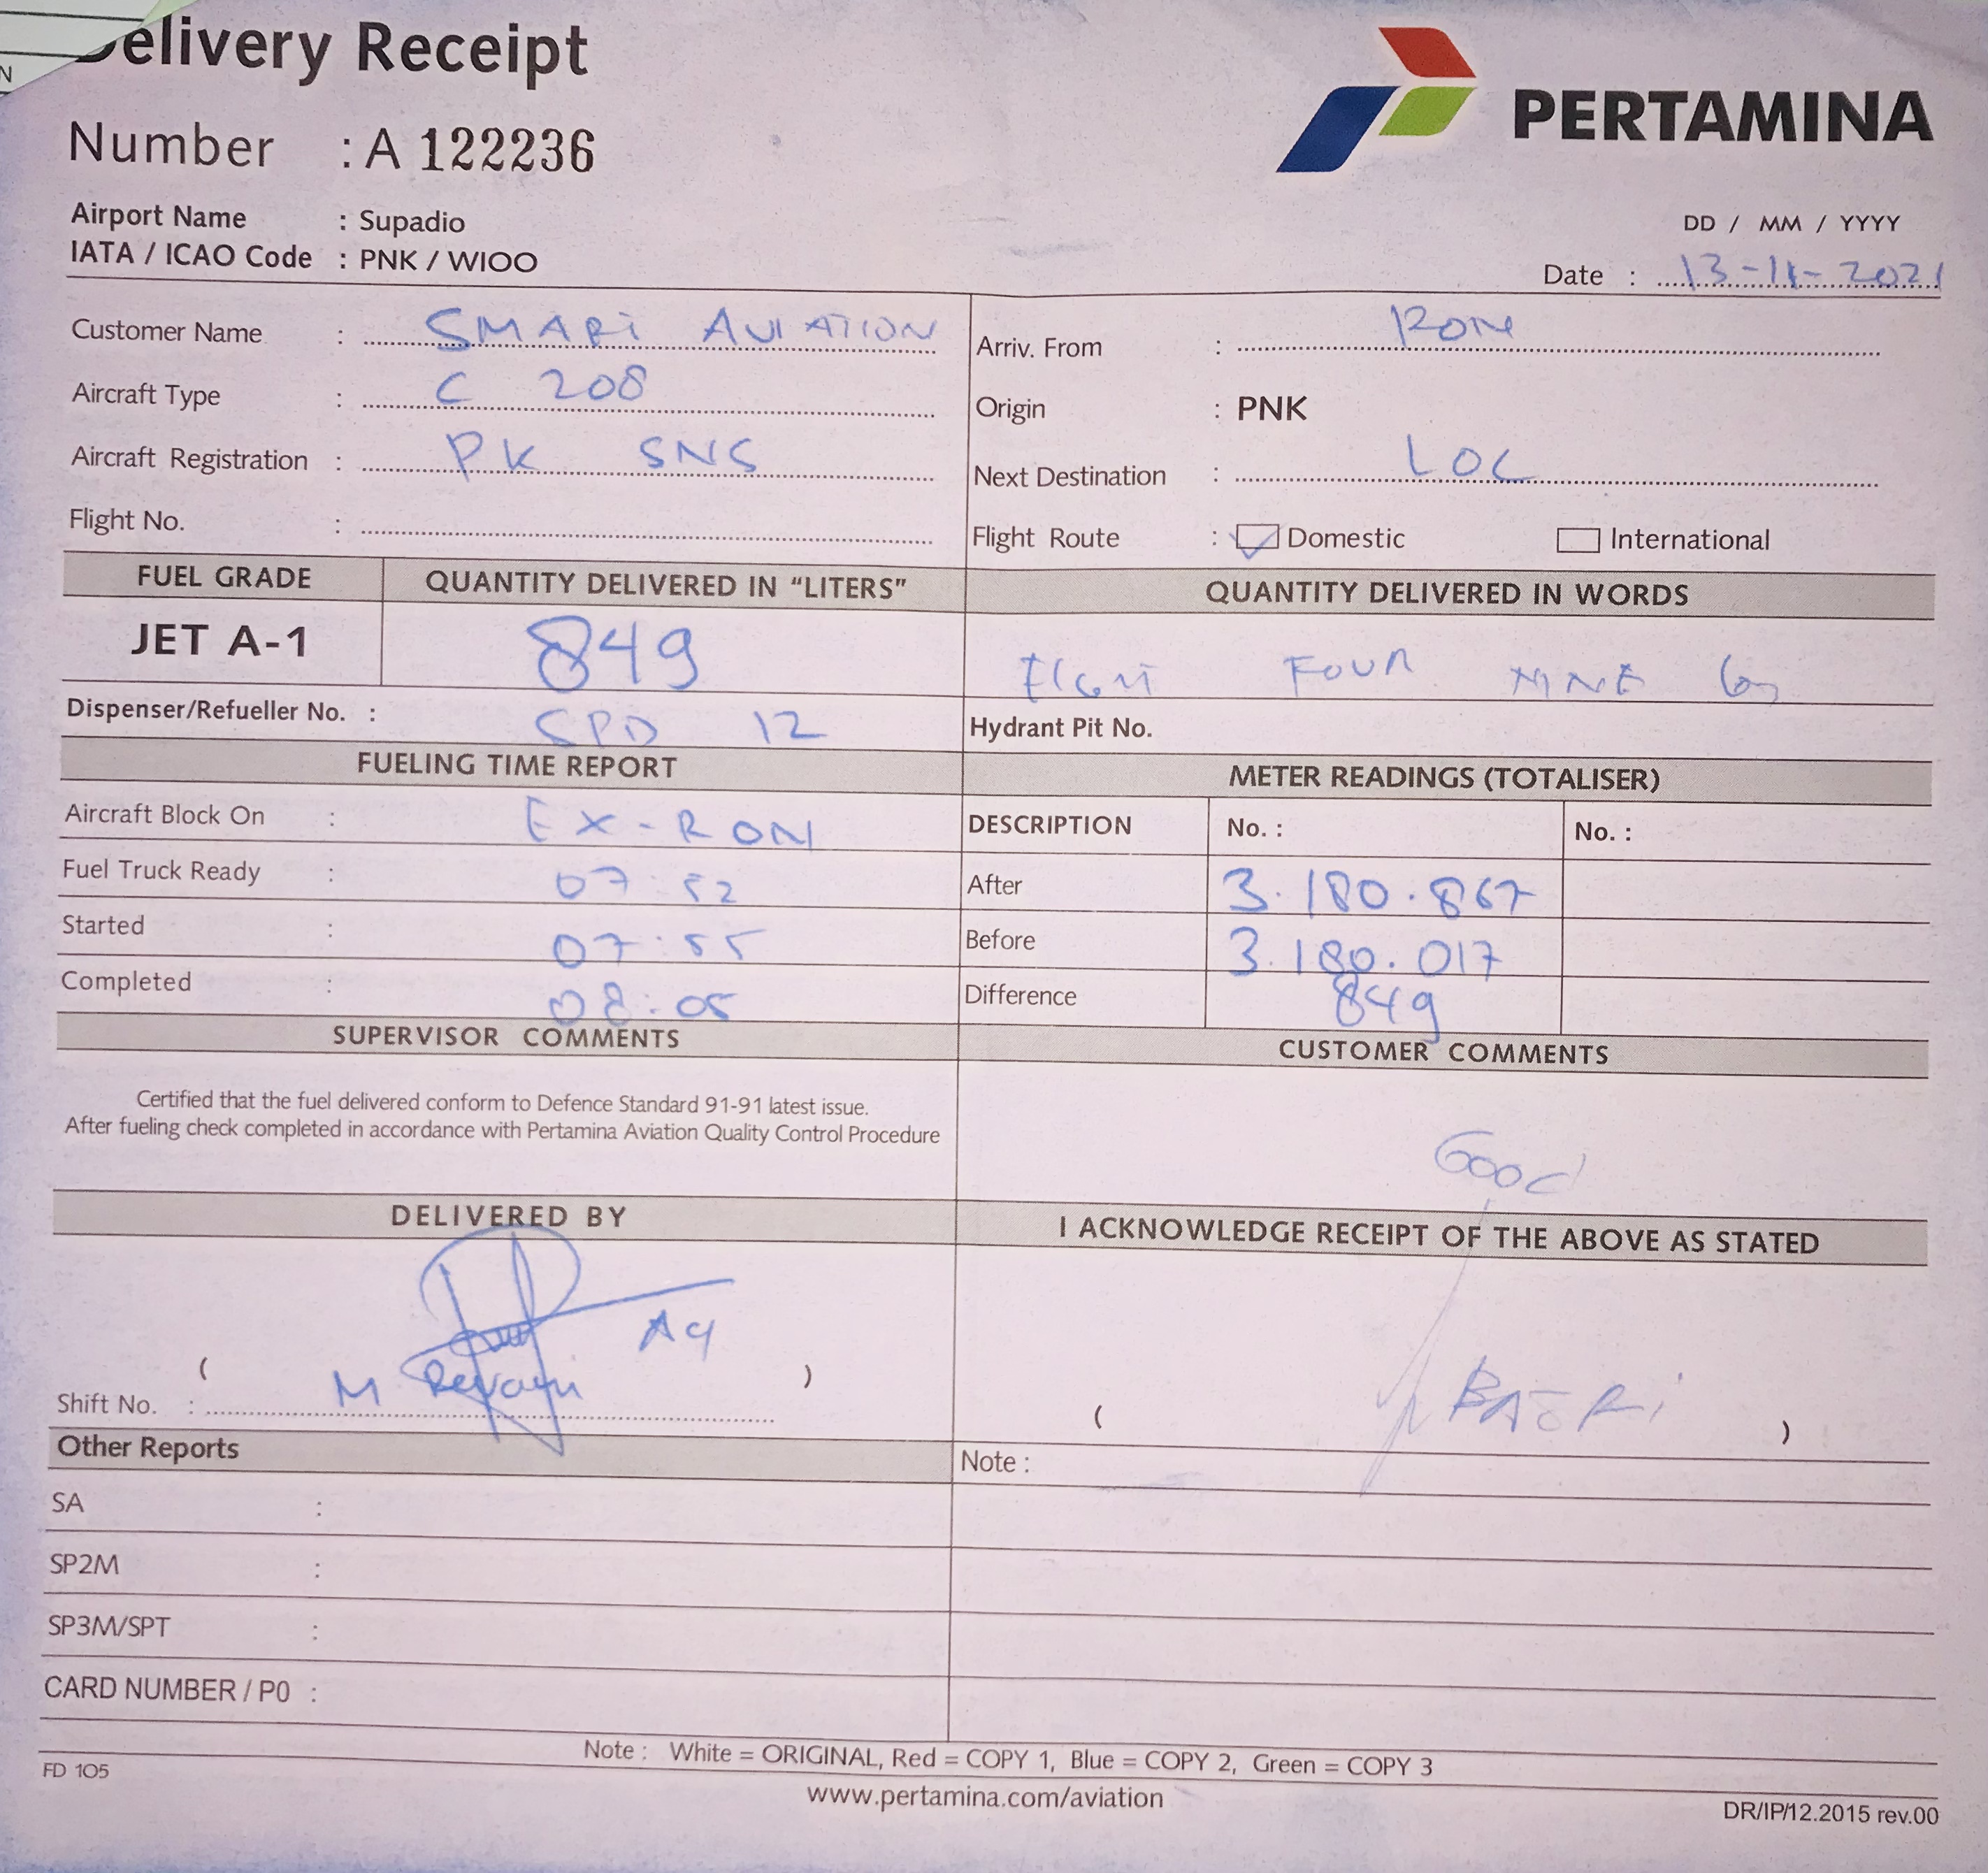 elivery Receipt
PERTAMINA
Number : A 122236
Airport Name : Supadio
IATA / ICAO Code : PNK / WIOO
DD / MM / YYYY
Date : 13-11-2021
Customer Name : SMART AVIATION
Arriv. From : RON
Aircraft Type : C 208
Origin : PNK
Aircraft Registration : PK SNS
Next Destination : LOC
Flight No. :
Flight Route : Domestic International
FUEL GRADE QUANTITY DELIVERED IN “LITERS” QUANTITY DELIVERED IN WORDS
JET A-1 849 EIGHT FOUR NINE
Dispenser/Refueller No. : SPD 12 Hydrant Pit No.
FUELING TIME REPORT METER READINGS (TOTALISER)
Aircraft Block On : EX-RON DESCRIPTION No. : No. :
Fuel Truck Ready : 07:52 After 3.180.867
Started : 07:55 Before 3.180.017
Completed : 08:05 Difference 849
SUPERVISOR COMMENTS CUSTOMER COMMENTS
Certified that the fuel delivered conform to Defence Standard 91-91 latest issue.
After fueling check completed in accordance with Pertamina Aviation Quality Control Procedure
Good
DELIVERED BY I ACKNOWLEDGE RECEIPT OF THE ABOVE AS STATED
( )
Shift No. : M
( )
Other Reports Note :
SA :
SP2M :
SP3M/SPT :
CARD NUMBER / P0 :
Note : White = ORIGINAL, Red = COPY 1, Blue = COPY 2, Green = COPY 3
FD 105
www.pertamina.com/aviation
DR/IP/12.2015 rev.00